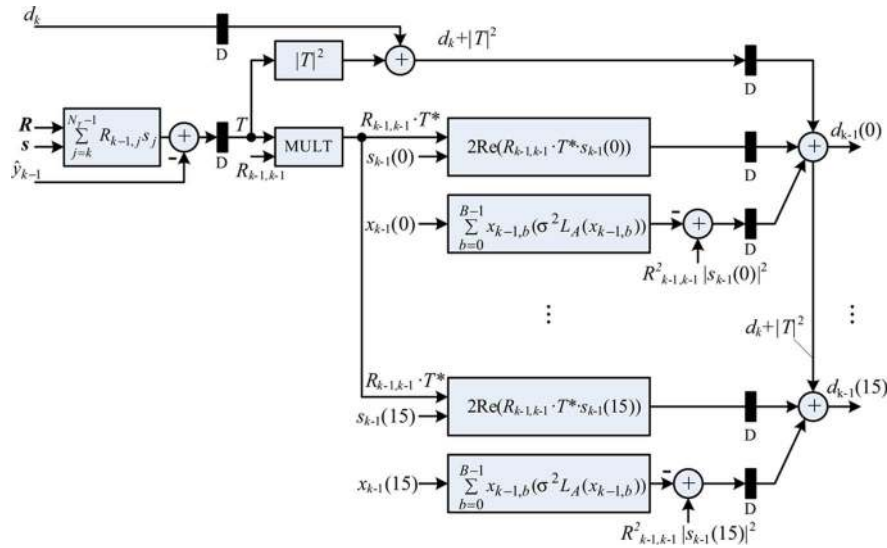 d_k
D
d_k+|T|^2
|T|^2
D
R
s
\sum_{j=k}^{N_T-1} R_{k-1,j} s_j
D
T
MULT
R_{k-1,k-1}
ŷ_{k-1}
R_{k-1,k-1}·T*
s_{k-1}(0)
2Re(R_{k-1,k-1}·T*·s_{k-1}(0))
D
d_{k-1}(0)
x_{k-1}(0)
\sum_{b=0}^{B-1} x_{k-1,b}(σ^2 L_A(x_{k-1,b}))
D
R^2_{k-1,k-1} |s_{k-1}(0)|^2
⋮
⋮
d_k+|T|^2
R_{k-1,k-1}·T*
s_{k-1}(15)
2Re(R_{k-1,k-1}·T*·s_{k-1}(15))
D
d_{k-1}(15)
x_{k-1}(15)
\sum_{b=0}^{B-1} x_{k-1,b}(σ^2 L_A(x_{k-1,b}))
D
R^2_{k-1,k-1} |s_{k-1}(15)|^2